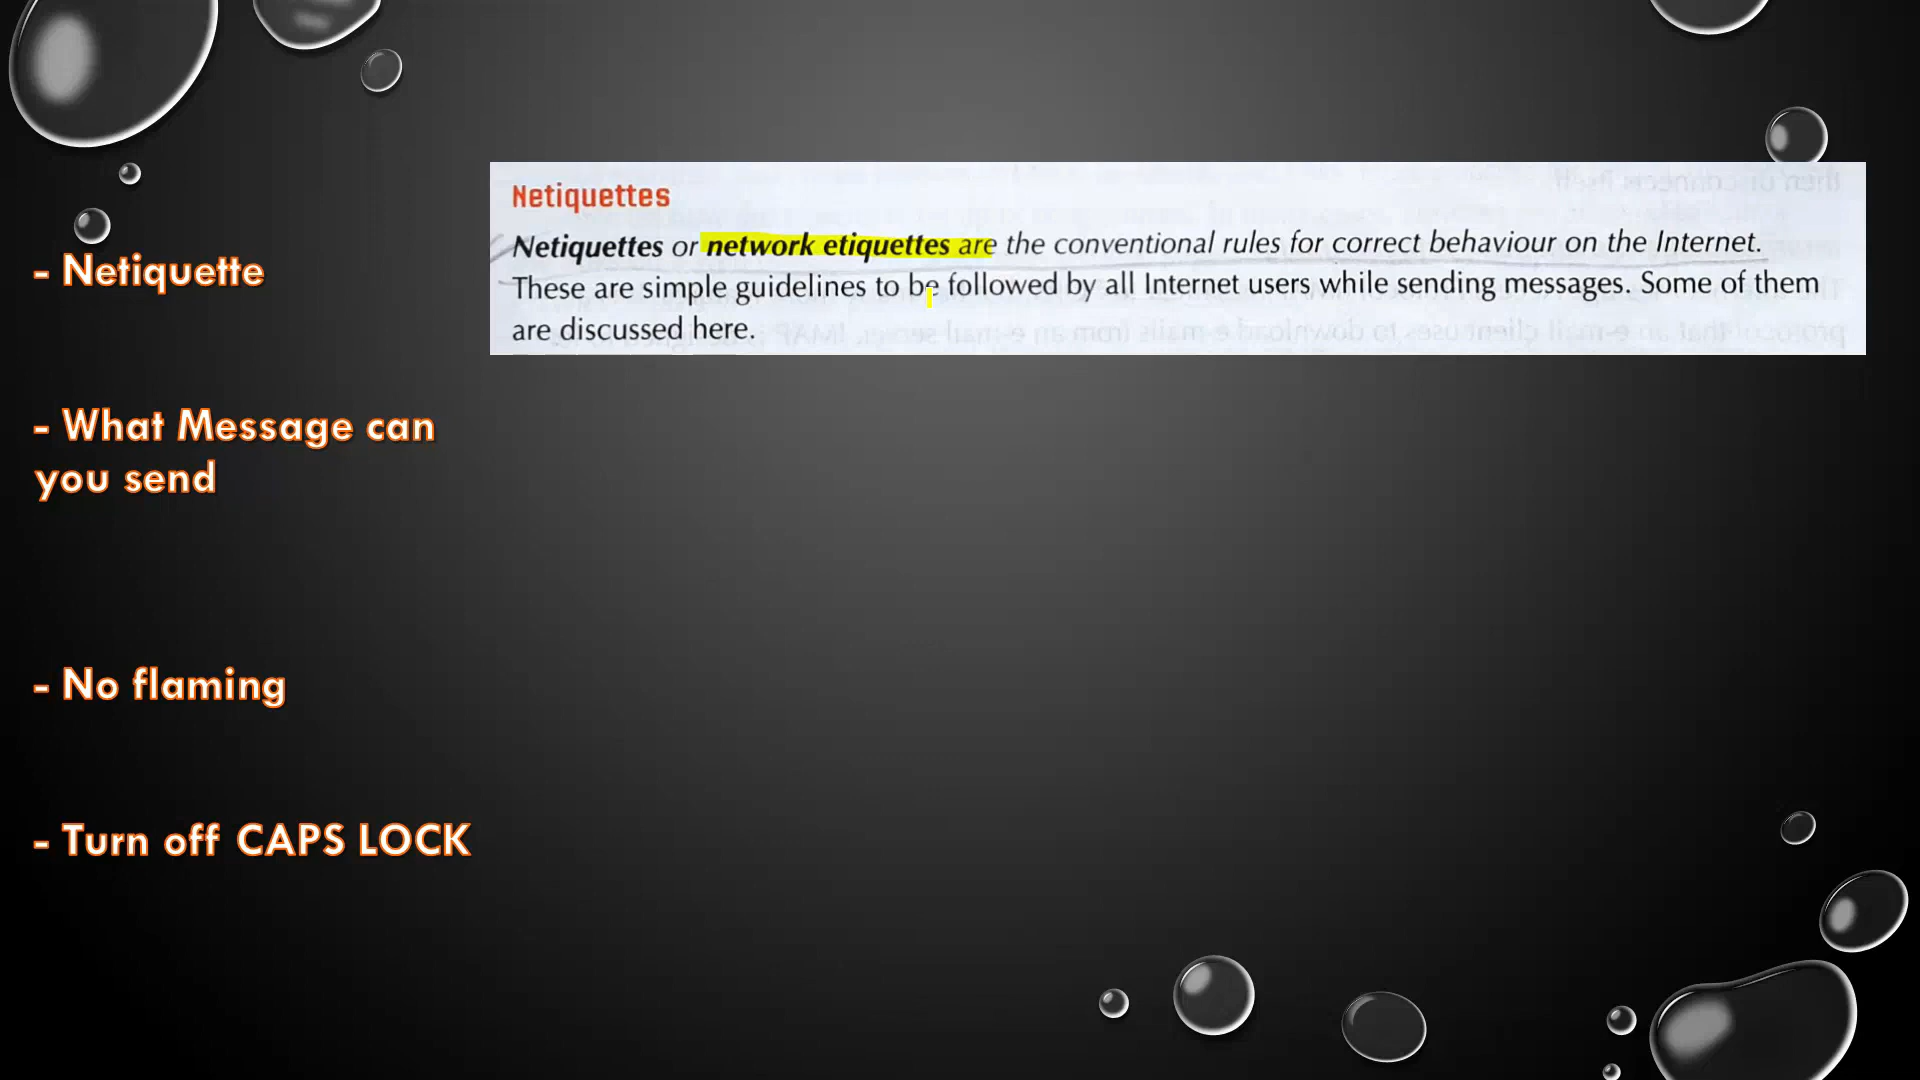 Netiquettes
Netiquettes or network etiquettes are the conventional rules for correct behaviour on the Internet.
These are simple guidelines to be followed by all Internet users while sending messages. Some of them
are discussed here.
- Netiquette
- What Message can
you send
- No flaming
- Turn off CAPS LOCK